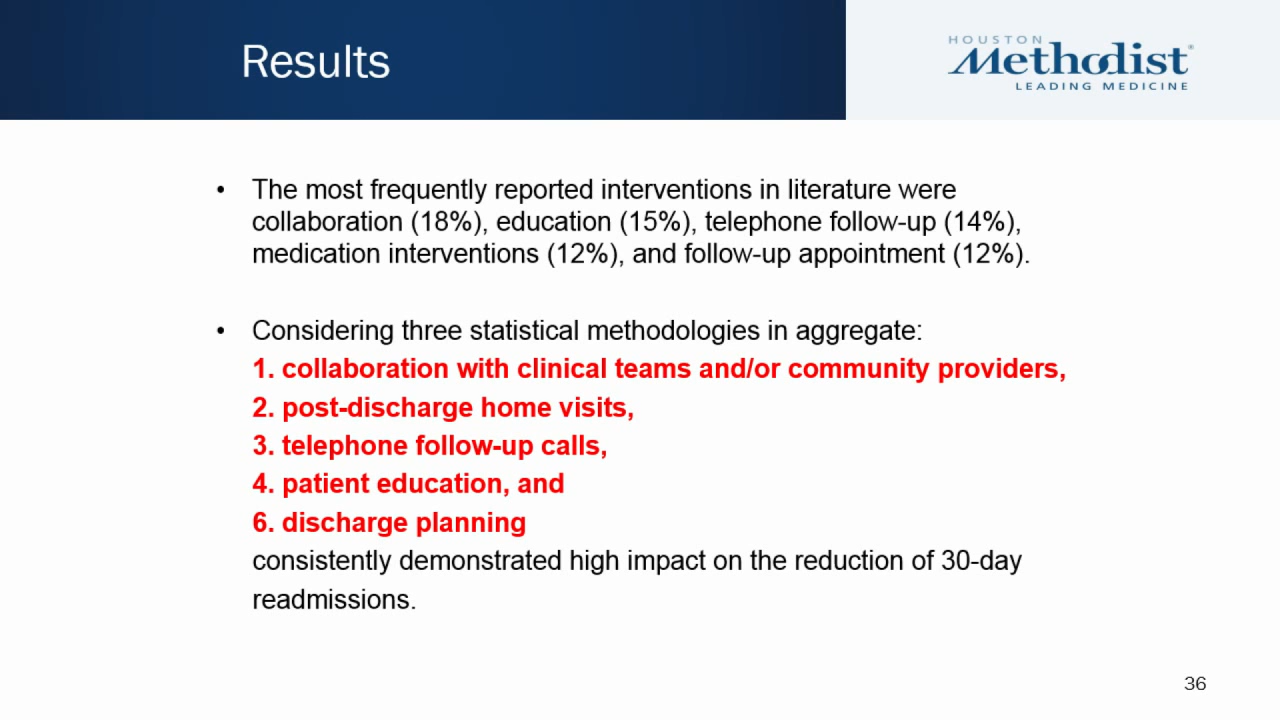 Results
HOUSTON
Methodist®
LEADING MEDICINE
• The most frequently reported interventions in literature were
collaboration (18%), education (15%), telephone follow-up (14%),
medication interventions (12%), and follow-up appointment (12%).
• Considering three statistical methodologies in aggregate:
1. collaboration with clinical teams and/or community providers,
2. post-discharge home visits,
3. telephone follow-up calls,
4. patient education, and
6. discharge planning
consistently demonstrated high impact on the reduction of 30-day
readmissions.
36